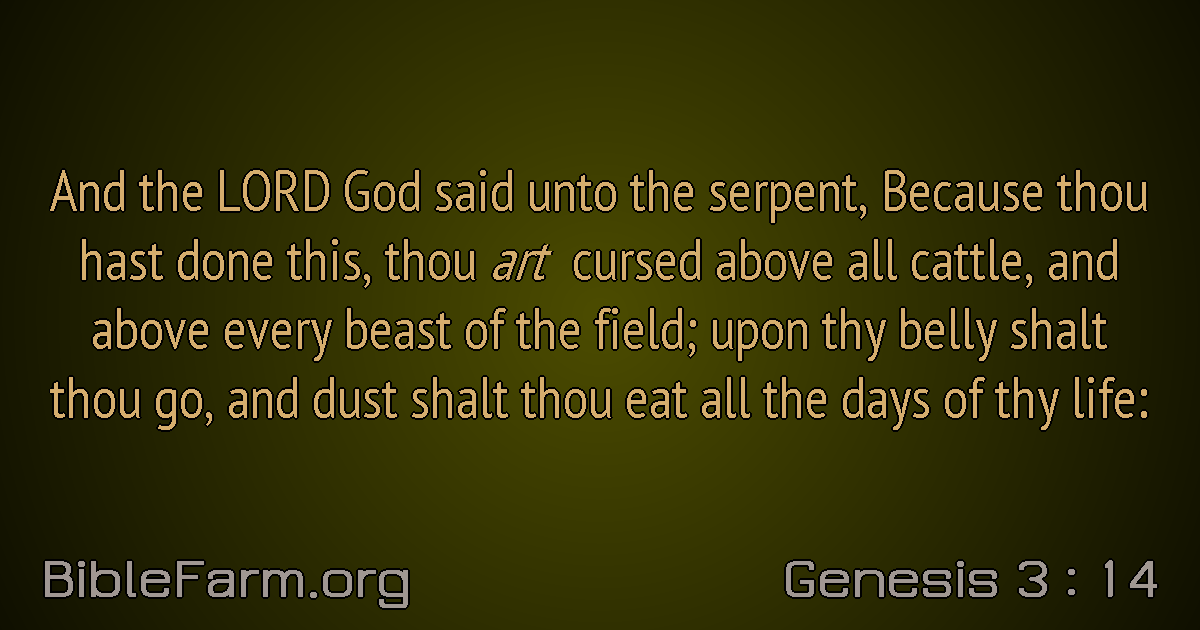 And the LORD God said unto the serpent, Because thou
hast done this, thou art cursed above all cattle, and
above every beast of the field; upon thy belly shalt
thou go, and dust shalt thou eat all the days of thy life:
BibleFarm.org
Genesis 3 : 14